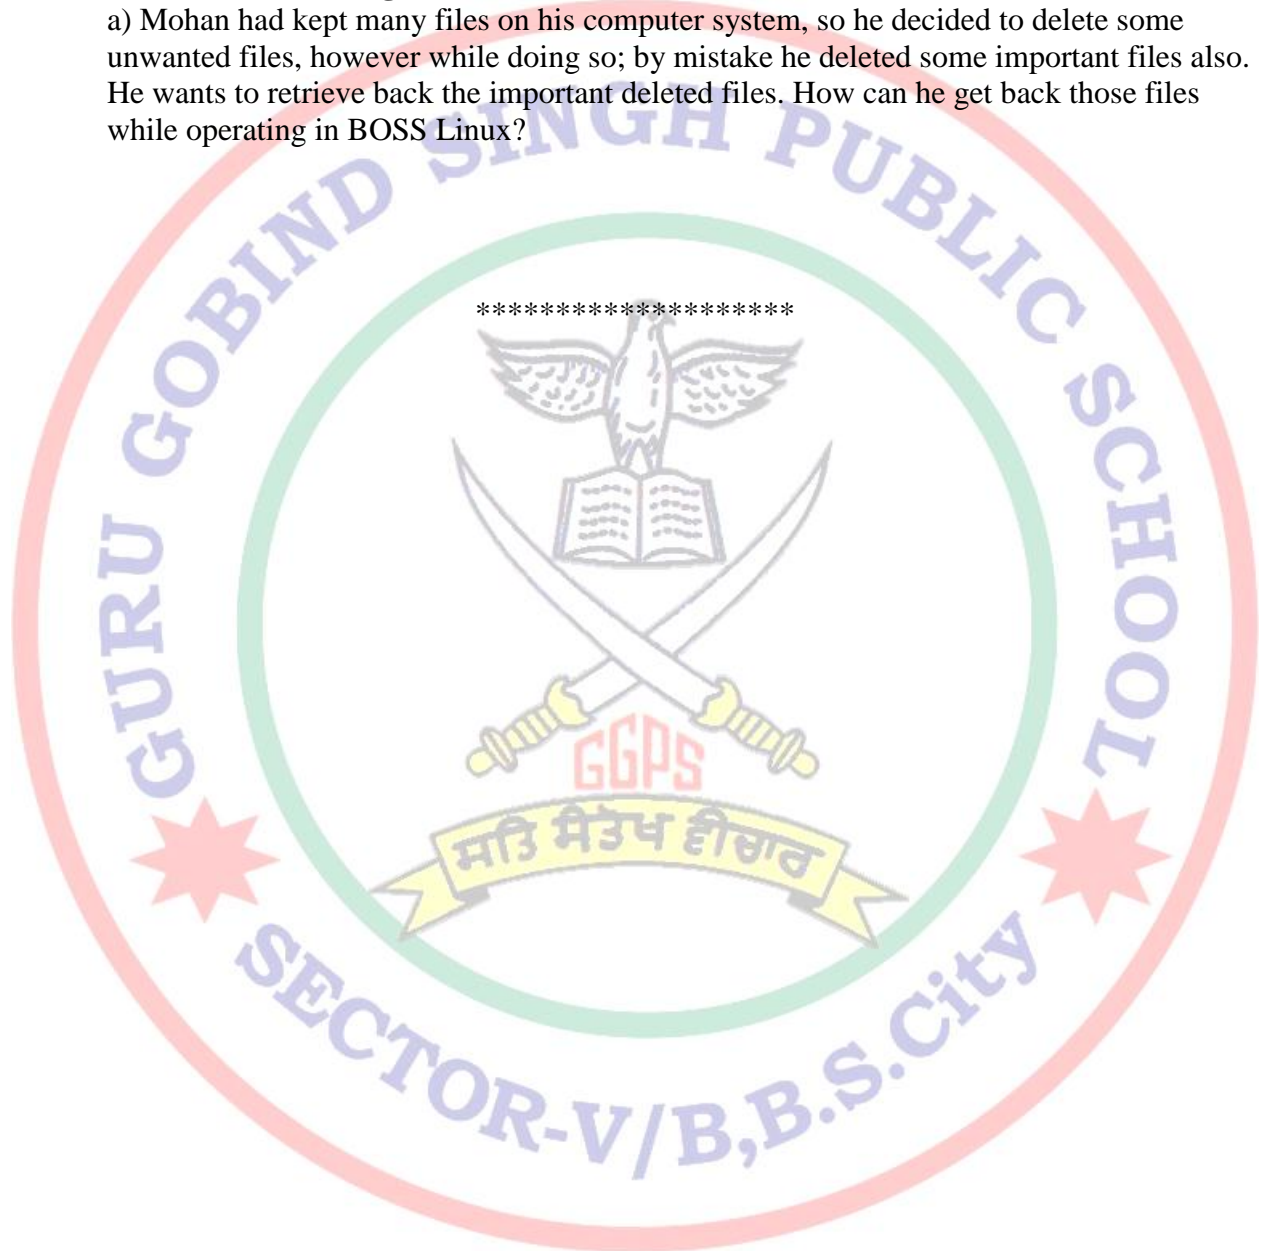 a) Mohan had kept many files on his computer system, so he decided to delete some
unwanted files, however while doing so; by mistake he deleted some important files also.
He wants to retrieve back the important deleted files. How can he get back those files
while operating in BOSS Linux?
********************
GURU GOBIND SINGH PUBLIC SCHOOL
GGPS
ਸਤਿ ਸੰਤੋਖ ਵੀਚਾਰ
SECTOR-V/B,B.S.City